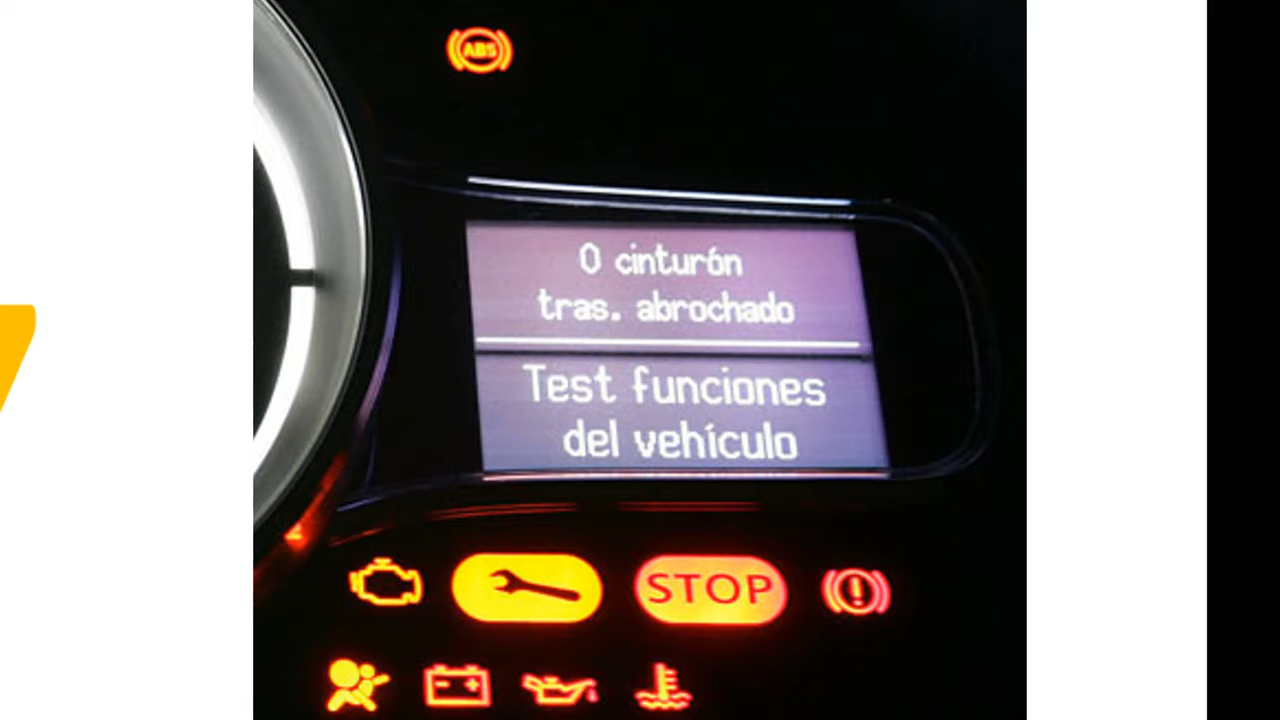 ABS
0 cinturón
tras. abrochado
Test funciones
del vehículo
STOP